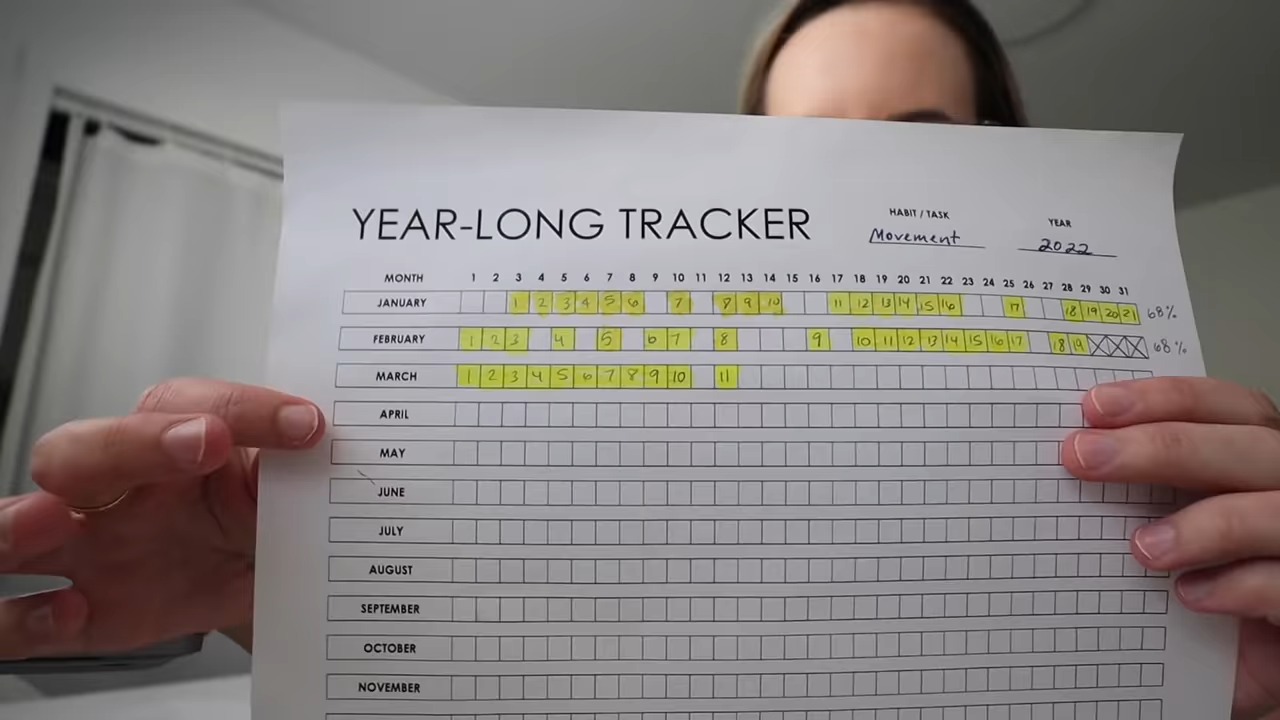 YEAR-LONG TRACKER
HABIT / TASK
Movement
YEAR
2022
MONTH 1 2 3 4 5 6 7 8 9 10 11 12 13 14 15 16 17 18 19 20 21 22 23 24 25 26 27 28 29 30 31
JANUARY 1 2 3 4 5 6 7 8 9 10 11 12 13 14 15 16 17 18 19 20 21 68%
FEBRUARY 1 2 3 4 5 6 7 8 9 10 11 12 13 14 15 16 17 18 19 68%
MARCH 1 2 3 4 5 6 7 8 9 10 11
APRIL
MAY
JUNE
JULY
AUGUST
SEPTEMBER
OCTOBER
NOVEMBER